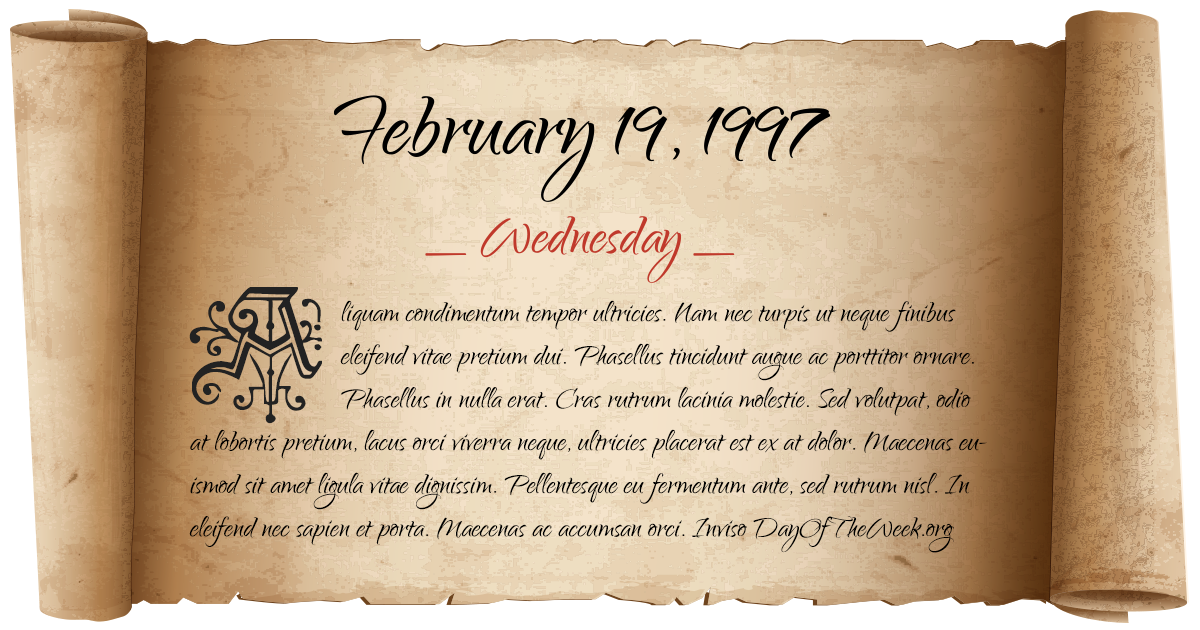 February 19, 1997
Wednesday
Aliquam condimentum tempor ultricies. Nam nec turpis ut neque finibus
eleifend vitae pretium dui. Phasellus tincidunt augue ac porttitor ornare.
Phasellus in nulla erat. Cras rutrum lacinia molestie. Sed volutpat, odio
at lobortis pretium, lacus orci viverra neque, ultricies placerat est ex at dolor. Maecenas eu-
ismod sit amet ligula vitae dignissim. Pellentesque eu fermentum ante, sed rutrum nisl. In
eleifend nec sapien et porta. Maecenas ac accumsan orci. Inviso DayOfTheWeek.org